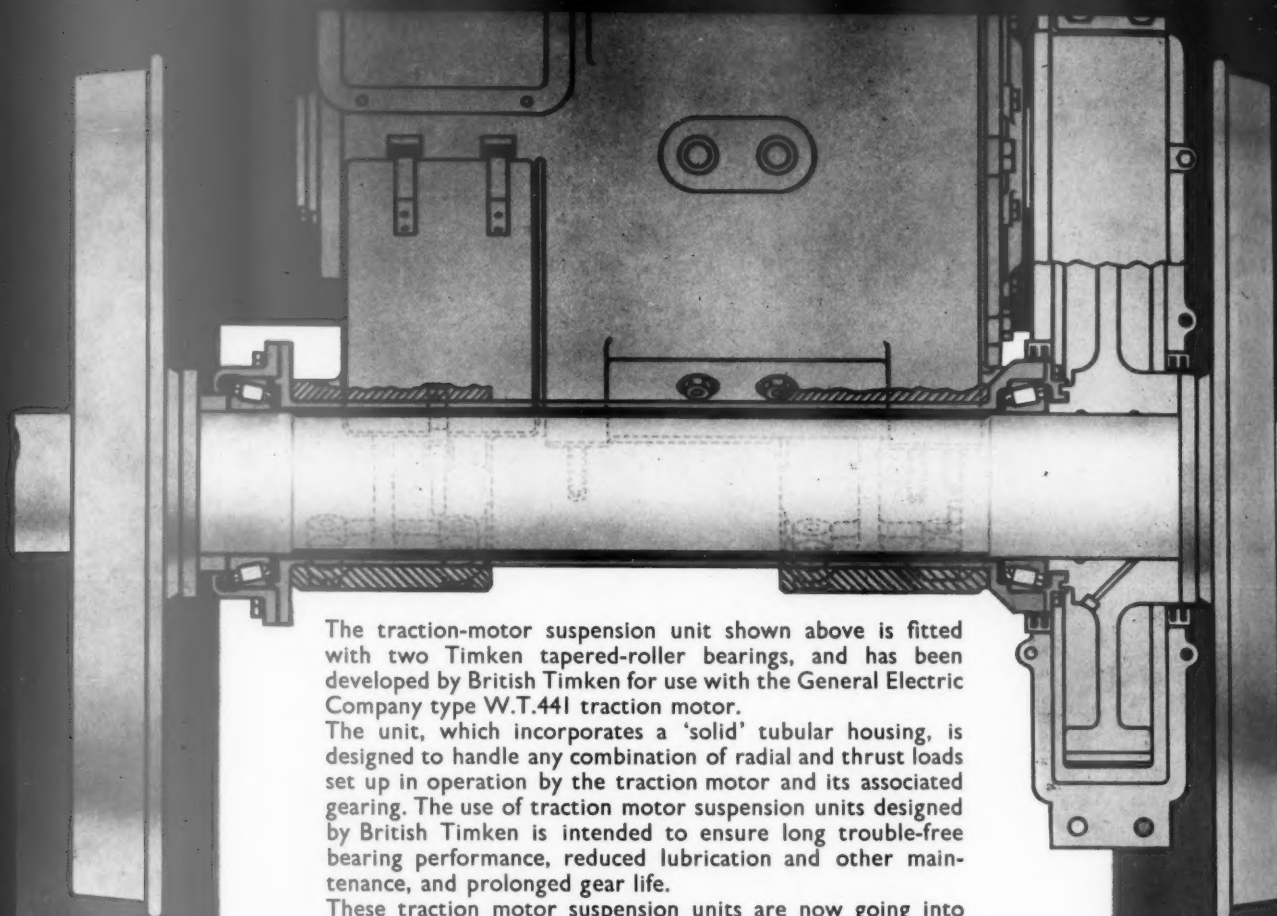 The traction-motor suspension unit shown above is fitted
with two Timken tapered-roller bearings, and has been
developed by British Timken for use with the General Electric
Company type W.T.441 traction motor.
The unit, which incorporates a ‘solid’ tubular housing, is
designed to handle any combination of radial and thrust loads
set up in operation by the traction motor and its associated
gearing. The use of traction motor suspension units designed
by British Timken is intended to ensure long trouble-free
bearing performance, reduced lubrication and other main-
tenance, and prolonged gear life.
These traction motor suspension units are now going into